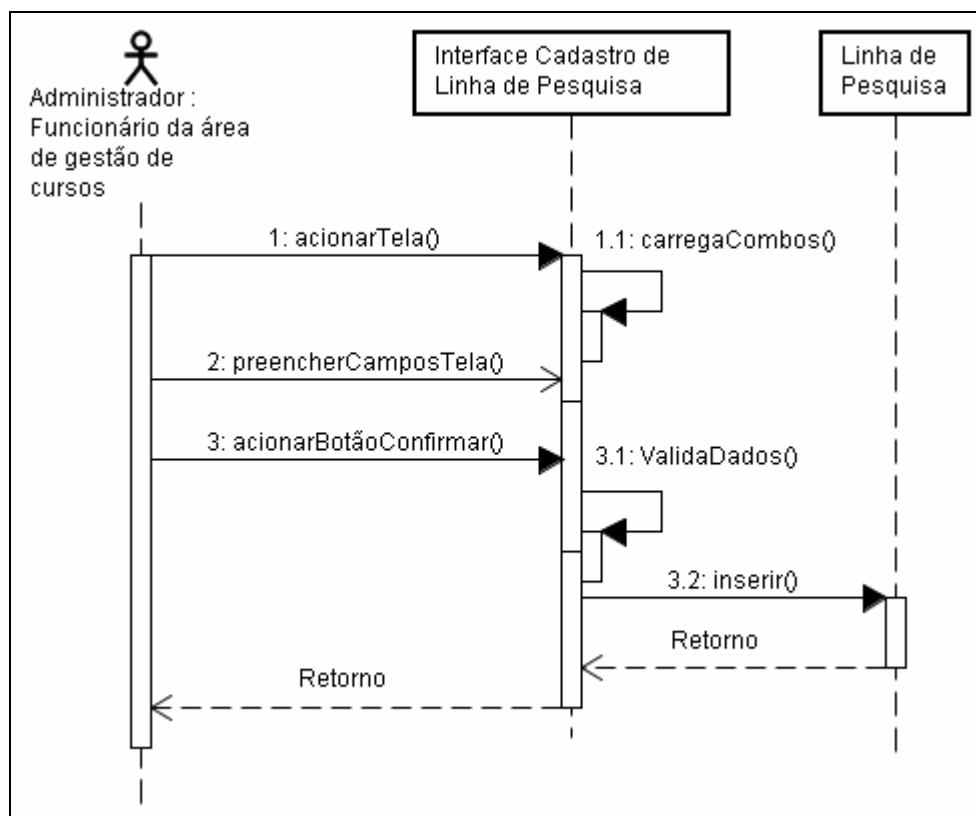 Administrador :
Funcionário da área
de gestão de
cursos
Interface Cadastro de
Linha de Pesquisa
Linha de
Pesquisa
1: acionarTela()
1.1: carregaCombos()
2: preencherCamposTela()
3: acionarBotãoConfirmar()
3.1: ValidaDados()
3.2: inserir()
Retorno
Retorno